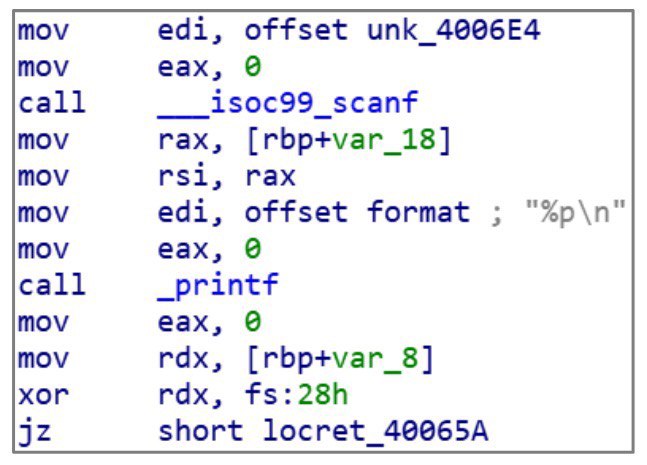 mov edi, offset unk_4006E4
mov eax, 0
call ___isoc99_scanf
mov rax, [rbp+var_18]
mov rsi, rax
mov edi, offset format ; "%p\n"
mov eax, 0
call _printf
mov eax, 0
mov rdx, [rbp+var_8]
xor rdx, fs:28h
jz short locret_40065A